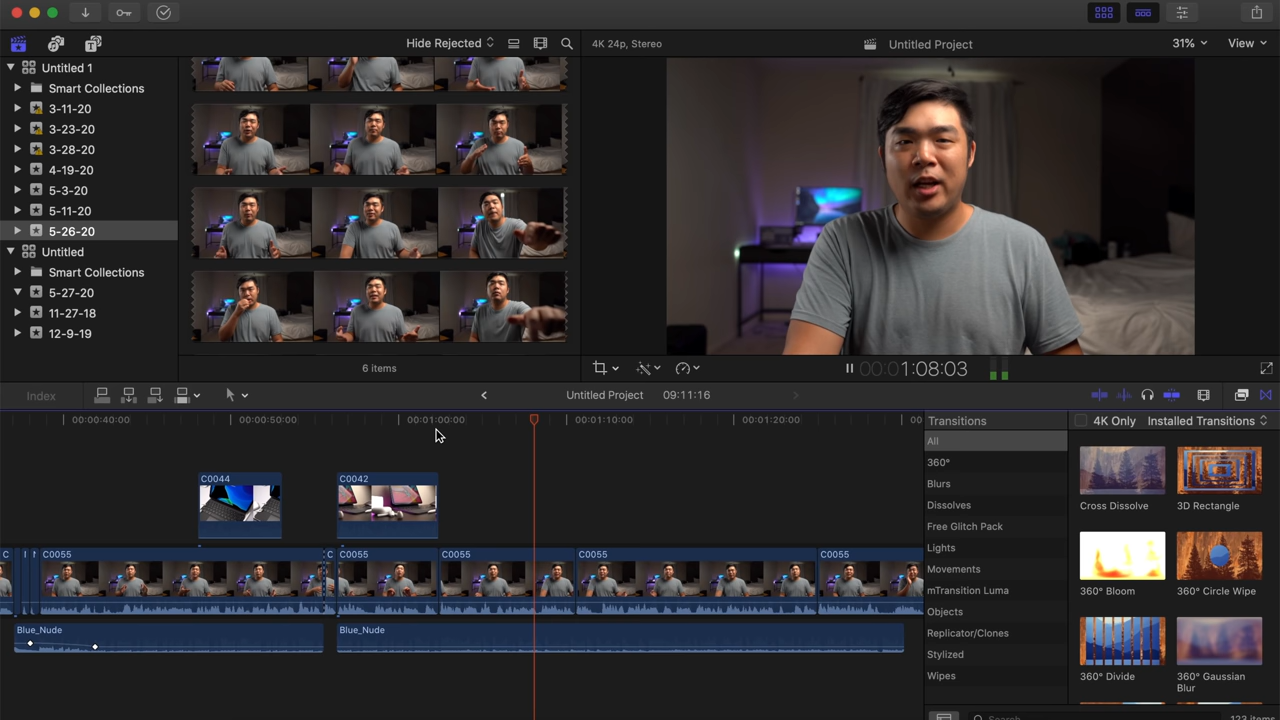 Hide Rejected
4K 24p, Stereo
Untitled Project
31%
View
Untitled 1
Smart Collections
3-11-20
3-23-20
3-28-20
4-19-20
5-3-20
5-11-20
5-26-20
Untitled
Smart Collections
5-27-20
11-27-18
12-9-19
6 items
00:00:1:08:03
Index
Untitled Project
09:11:16
00:00:40:00
00:00:50:00
00:01:00:00
00:01:10:00
00:01:20:00
00
C0044
C0042
C
C0055
C
C0055
C0055
C0055
C0055
Blue_Nude
Blue_Nude
Transitions
4K Only
Installed Transitions
All
360°
Blurs
Dissolves
Free Glitch Pack
Lights
Movements
mTransition Luma
Objects
Replicator/Clones
Stylized
Wipes
Cross Dissolve
3D Rectangle
360° Bloom
360° Circle Wipe
360° Divide
360° Gaussian
Blur
Search
123 items